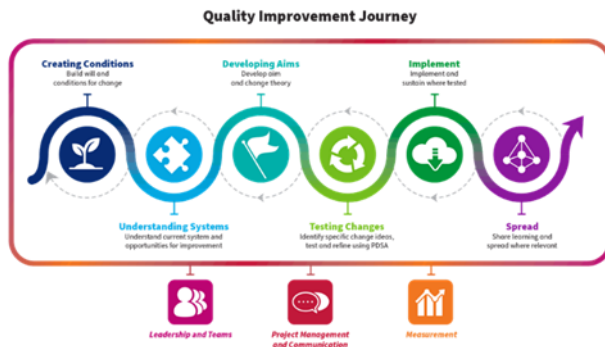 Quality Improvement Journey
Creating Conditions
Build will and
conditions for change
Developing Aims
Develop aim
and change theory
Implement
Implement and
sustain where tested
Understanding Systems
Understand current system and
opportunities for improvement
Testing Changes
Identify specific change ideas,
test and refine using PDSA
Spread
Share learning and
spread where relevant
Leadership and Teams
Project Management
and Communication
Measurement